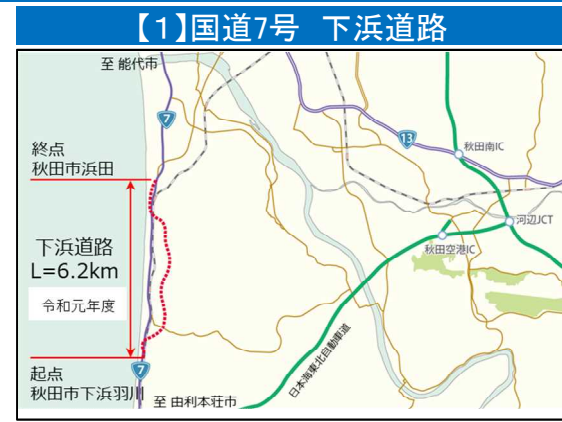 【1】国道7号　下浜道路
至 能代市
7
13
終点
秋田市浜田
秋田南IC
河辺JCT
秋田空港IC
下浜道路
L=6.2km
令和元年度
日本海東北自動車道
7
起点
秋田市下浜羽川
至 由利本荘市